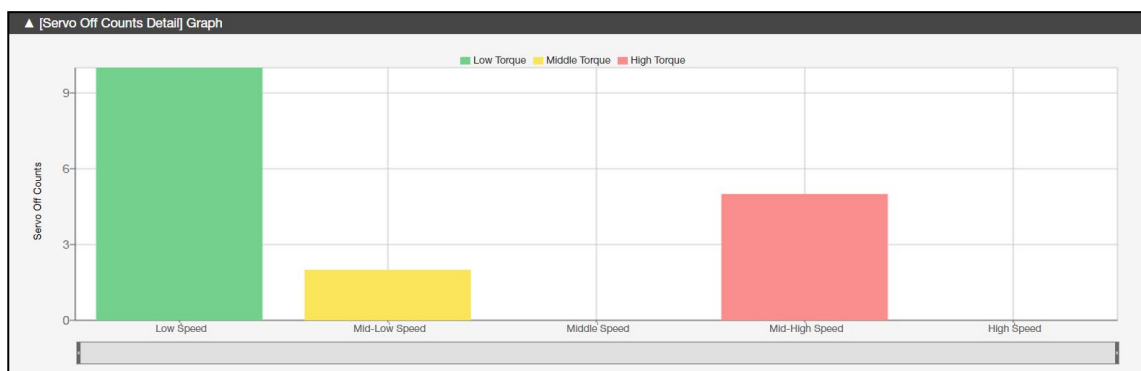 ▲ [Servo Off Counts Detail] Graph
Low Torque Middle Torque High Torque
Servo Off Counts
9
6
3
0
Low Speed Mid-Low Speed Middle Speed Mid-High Speed High Speed